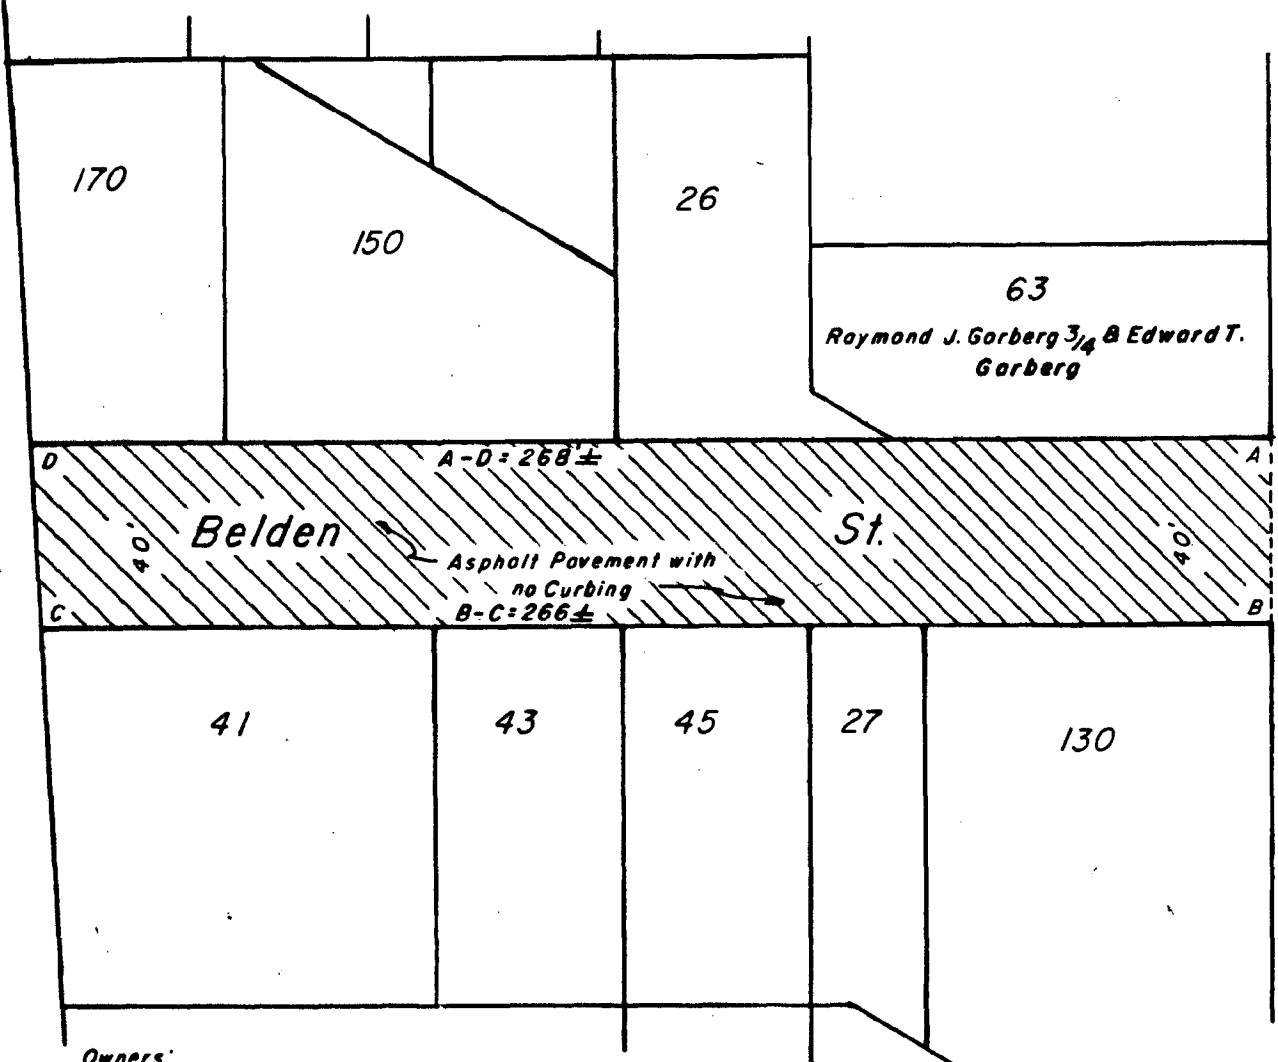 170
150
26
63
Raymond J. Garberg 3/4 & Edward T.
Garberg
D
A-D = 268'±
A
Belden St.
40'
40'
Asphalt Pavement with
no Curbing
C
B-C = 266±
B
41
43
45
27
130
Owners: